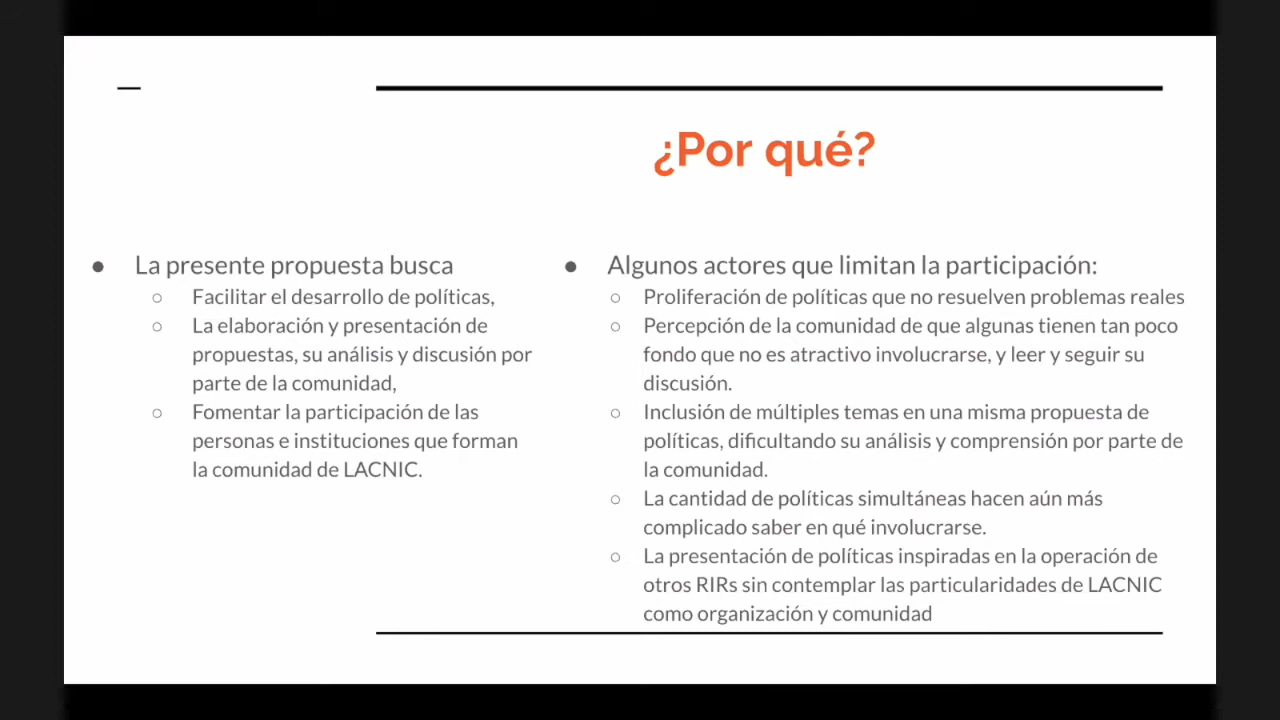 ¿Por qué?
● La presente propuesta busca
○ Facilitar el desarrollo de políticas,
○ La elaboración y presentación de
propuestas, su análisis y discusión por
parte de la comunidad,
○ Fomentar la participación de las
personas e instituciones que forman
la comunidad de LACNIC.
● Algunos actores que limitan la participación:
○ Proliferación de políticas que no resuelven problemas reales
○ Percepción de la comunidad de que algunas tienen tan poco
fondo que no es atractivo involucrarse, y leer y seguir su
discusión.
○ Inclusión de múltiples temas en una misma propuesta de
políticas, dificultando su análisis y comprensión por parte de
la comunidad.
○ La cantidad de políticas simultáneas hacen aún más
complicado saber en qué involucrarse.
○ La presentación de políticas inspiradas en la operación de
otros RIRs sin contemplar las particularidades de LACNIC
como organización y comunidad